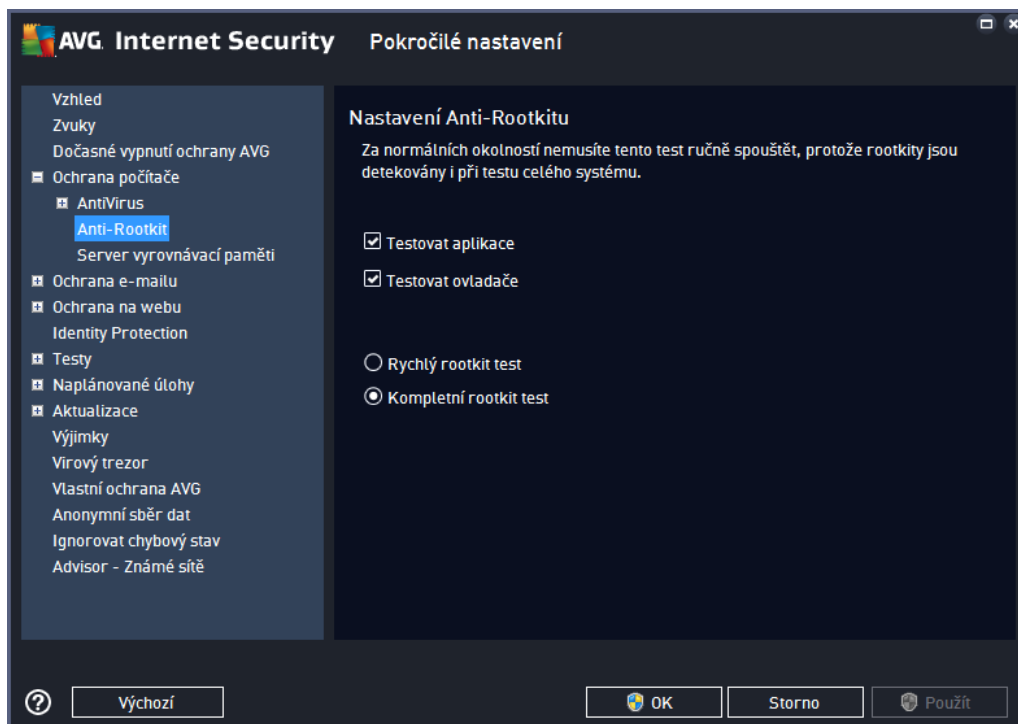 AVG. Internet Security Pokročilé nastavení
Vzhled
Zvuky
Dočasné vypnutí ochrany AVG
Ochrana počítače
AntiVirus
Anti-Rootkit
Server vyrovnávací paměti
Ochrana e-mailu
Ochrana na webu
Identity Protection
Testy
Naplánované úlohy
Aktualizace
Výjimky
Virový trezor
Vlastní ochrana AVG
Anonymní sběr dat
Ignorovat chybový stav
Advisor - Známé sítě
Nastavení Anti-Rootkitu
Za normálních okolností nemusíte tento test ručně spouštět, protože rootkity jsou
detekovány i při testu celého systému.
Testovat aplikace
Testovat ovladače
Rychlý rootkit test
Kompletní rootkit test
Výchozí
OK
Storno
Použít